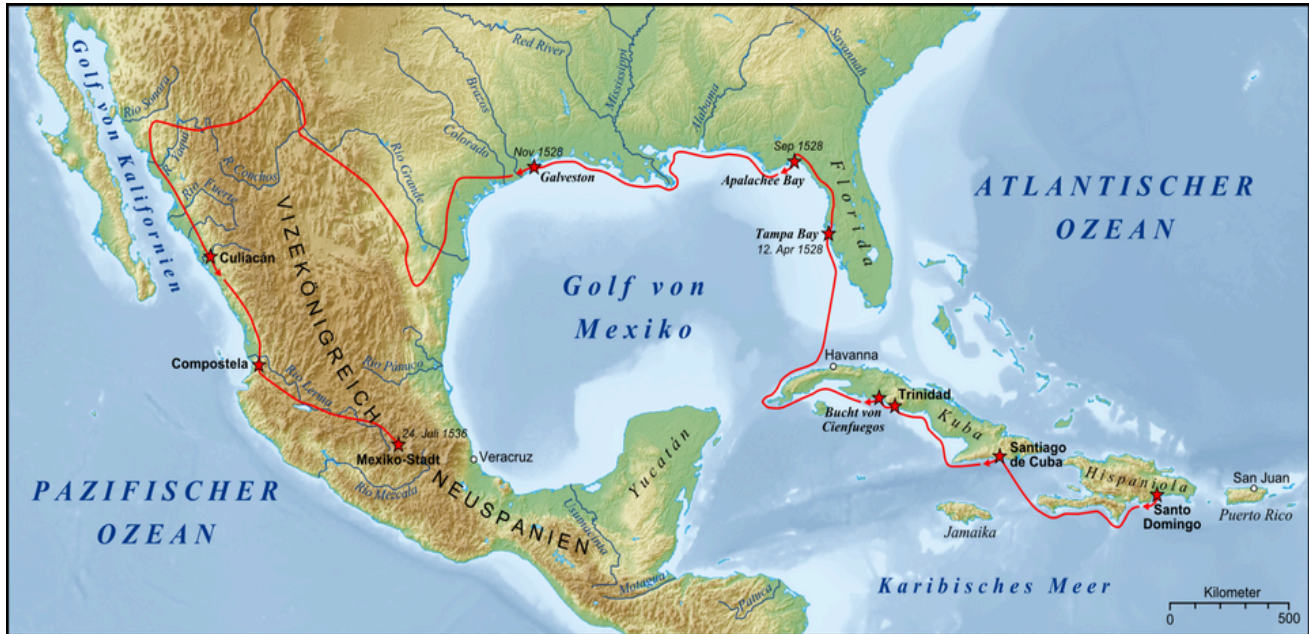 Golf von Kalifornien
Rio Sonora
R. Yaqui
R. Conchos
Rio Fuerte
Culiacán
Compostela
Rio Lerma
24. Juli 1536
Mexiko-Stadt
Rio Mezcala
VIZEKÖNIGREICH
NEUSPANIEN
Veracruz
Rio Pánuco
Rio Grande
Colorado
Brazos
Red River
Mississippi
Alabama
Savannah
Nov 1528
Galveston
Sep 1528
Apalachee Bay
Florida
Tampa Bay
12. Apr 1528
ATLANTISCHER
OZEAN
Golf von
Mexiko
Havanna
Trinidad
Bucht von
Cienfuegos
Kuba
Santiago
de Cuba
Hispaniola
Santo
Domingo
San Juan
Puerto Rico
Jamaika
Yucatán
Usumacinta
Motagua
Patuca
PAZIFISCHER
OZEAN
Karibisches Meer
Kilometer
0
500